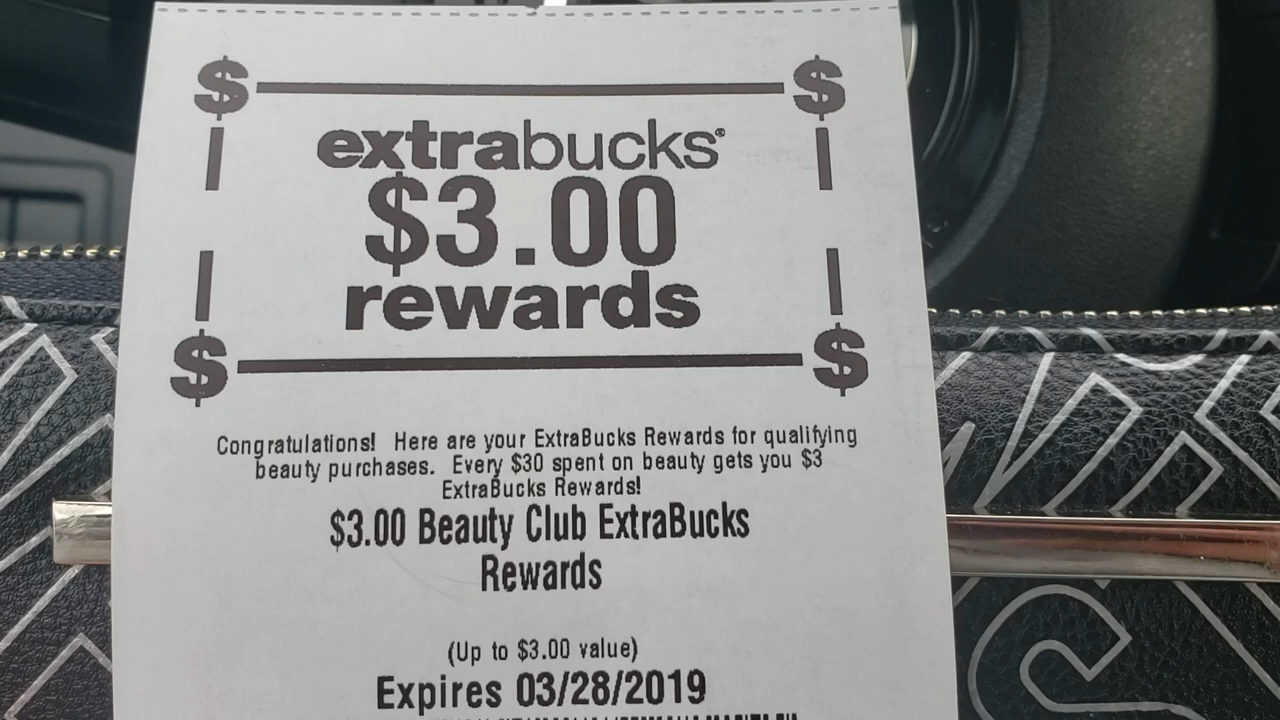 $ $
extrabucks®
$3.00
rewards
$ $
Congratulations! Here are your ExtraBucks Rewards for qualifying
beauty purchases. Every $30 spent on beauty gets you $3
ExtraBucks Rewards!
$3.00 Beauty Club ExtraBucks
Rewards
(Up to $3.00 value)
Expires 03/28/2019